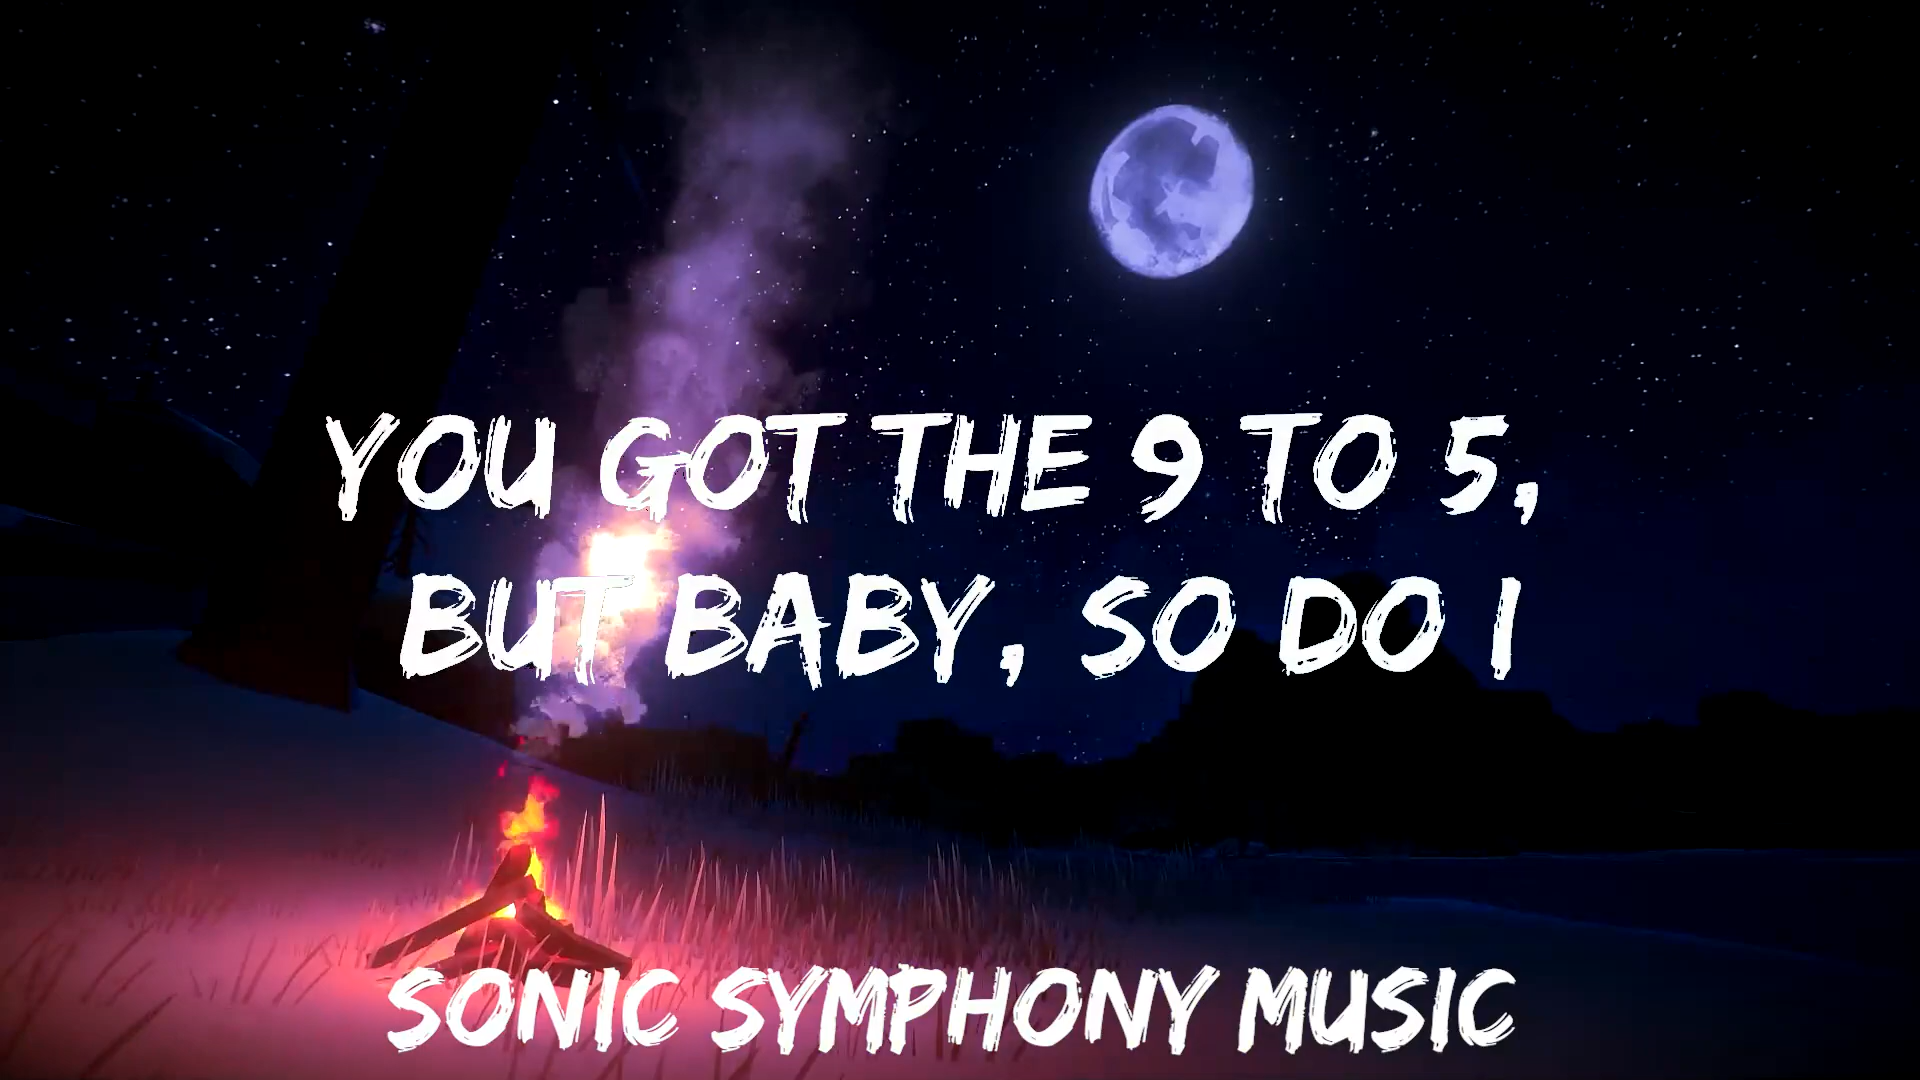 YOU GOT THE 9 TO 5,
BUT BABY, SO DO I
SONIC SYMPHONY MUSIC